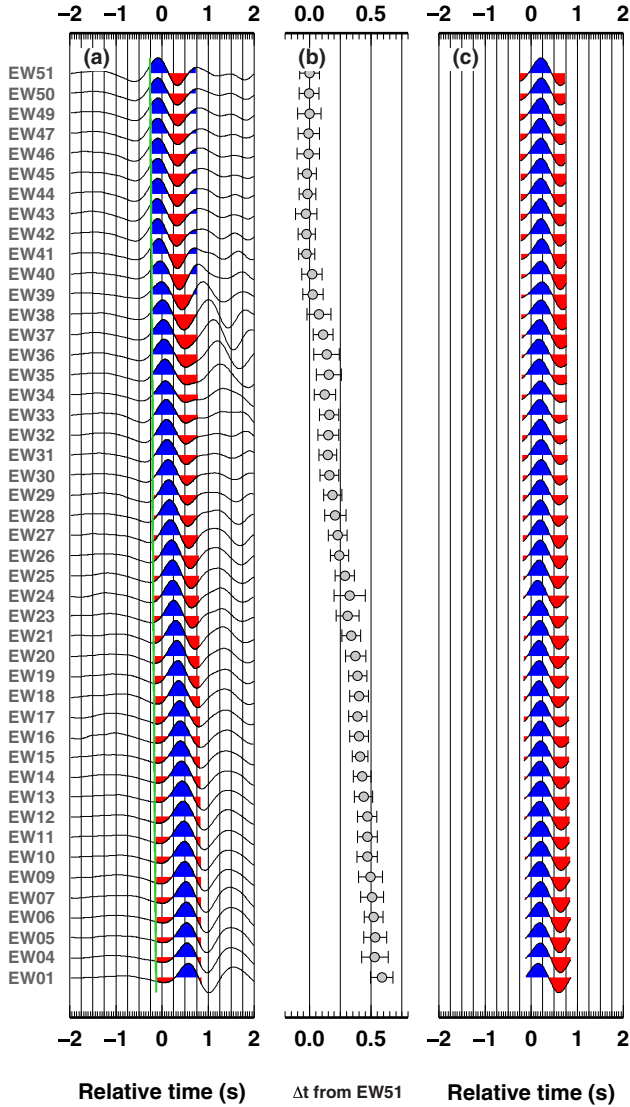 −2 −1 0 1 2 0.0 0.5 −2 −1 0 1 2
(a) (b) (c)
EW51
EW50
EW49
EW47
EW46
EW45
EW44
EW43
EW42
EW41
EW40
EW39
EW38
EW37
EW36
EW35
EW34
EW33
EW32
EW31
EW30
EW29
EW28
EW27
EW26
EW25
EW24
EW23
EW21
EW20
EW19
EW18
EW17
EW16
EW15
EW14
EW13
EW12
EW11
EW10
EW09
EW07
EW06
EW05
EW04
EW01
−2 −1 0 1 2 0.0 0.5 −2 −1 0 1 2
Relative time (s) Δt from EW51 Relative time (s)